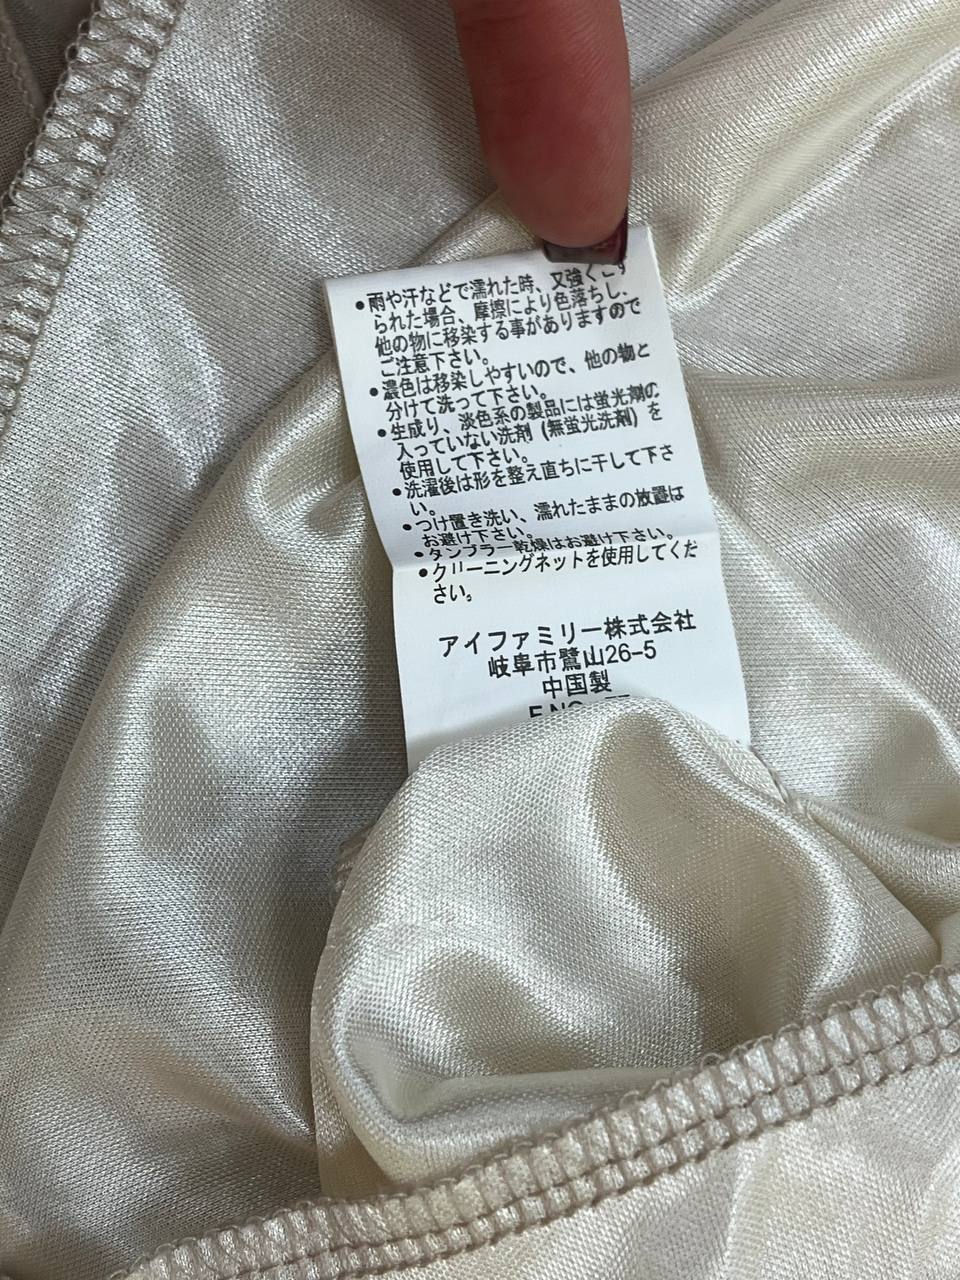 ●雨や汗などで濡れた時、又強くこす
られた場合、摩擦により色落ちし、
他の物に移染する事がありますので
ご注意下さい。
●濃色は移染しやすいので、他の物と
分けて洗って下さい。
●生成り、淡色系の製品には蛍光剤の
入っていない洗剤（無蛍光洗剤）を
使用して下さい。
●洗濯後は形を整え直ちに干して下さ
い。
●つけ置き洗い、濡れたままの放置は
お避け下さい。
●タンブラー乾燥はお避け下さい。
●クリーニングネットを使用してくだ
さい。
アイファミリー株式会社
岐阜市鷺山26-5
中国製